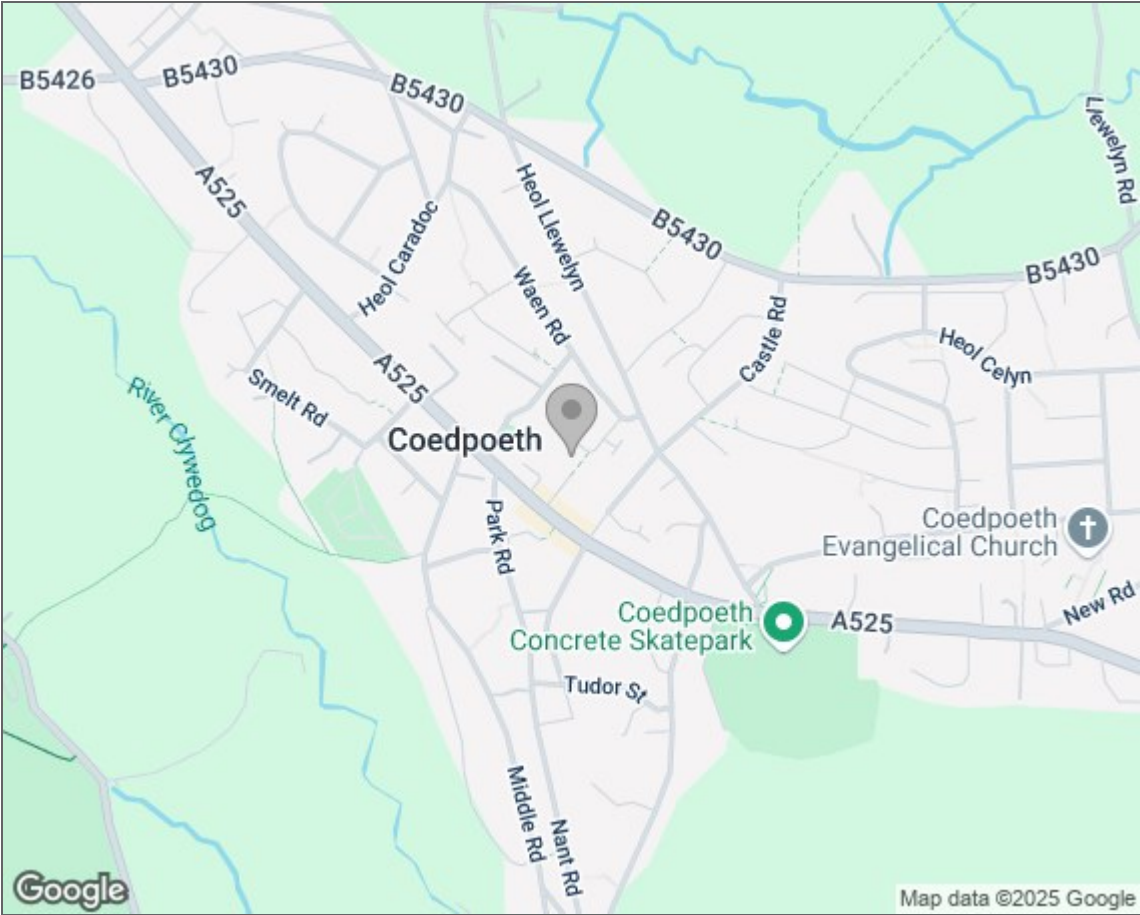 B5426
B5430
B5430
Llewelyn Rd
A525
Heol Llewelyn
Heol Caradoc
B5430
B5430
Waen Rd
Castle Rd
Heol Celyn
A525
Smelt Rd
River Clywedog
Coedpoeth
Park Rd
Coedpoeth
Evangelical Church
New Rd
Coedpoeth
Concrete Skatepark
A525
Tudor St
Middle Rd
Nant Rd
Google
Map data ©2025 Google